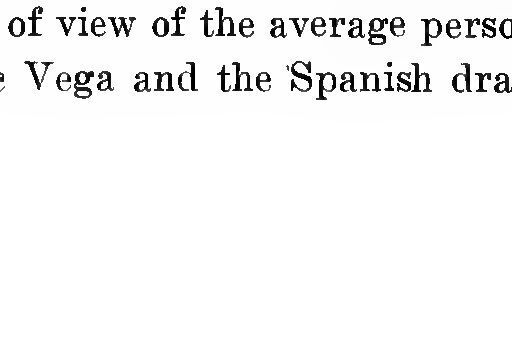 of view of the average perso
e Vega and the Spanish dra